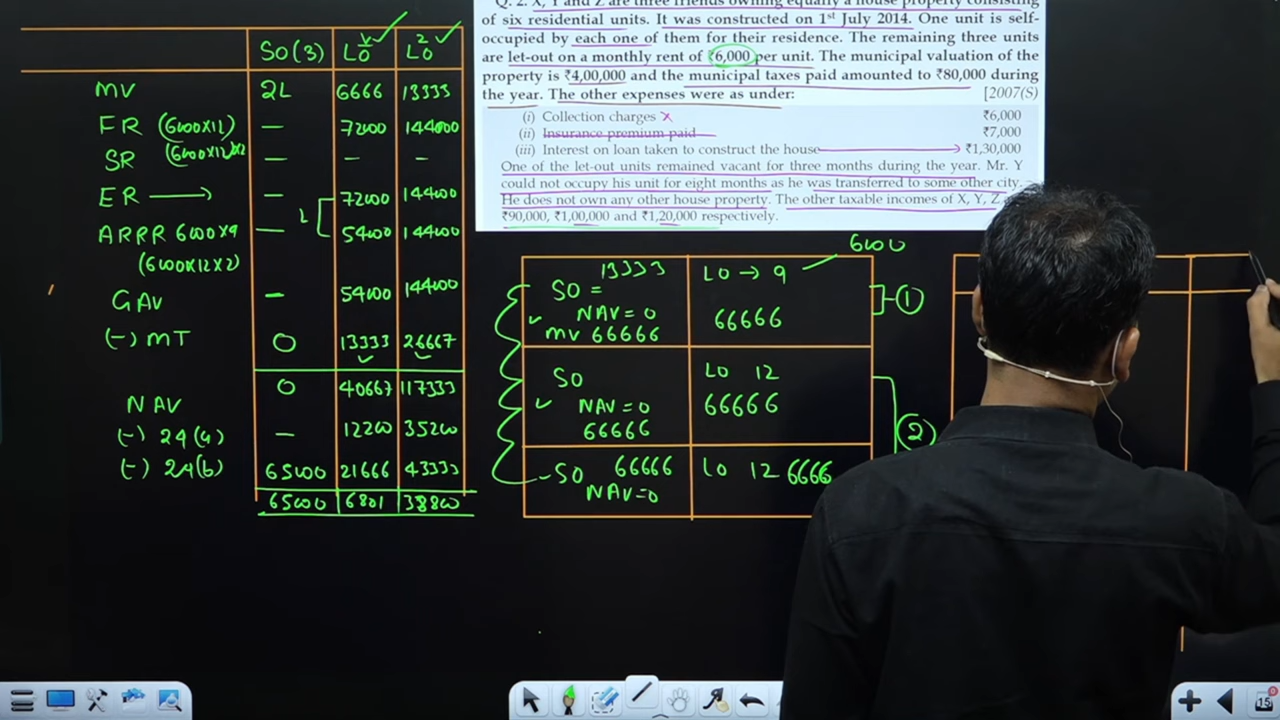 Q. 2. X, Y and Z are three friends owning equally a house property consisting
of six residential units. It was constructed on 1st July 2014. One unit is self-
occupied by each one of them for their residence. The remaining three units
are let-out on a monthly rent of ₹6,000 per unit. The municipal valuation of the
property is ₹4,00,000 and the municipal taxes paid amounted to ₹80,000 during
the year. The other expenses were as under: [2007(S)
(i) Collection charges ₹6,000
(ii) Insurance premium paid ₹7,000
(iii) Interest on loan taken to construct the house ₹1,30,000
One of the let-out units remained vacant for three months during the year. Mr. Y
could not occupy his unit for eight months as he was transferred to some other city.
He does not own any other house property. The other taxable incomes of X, Y, Z
₹90,000, ₹1,00,000 and ₹1,20,000 respectively.
SO (3) LO V LO 2
MV 2L 6666 13333
FR (6000X12) — 72000 144000
SR (6000X12X2 — - -
ER → — 72000 144000
L
ARRR 6000X9 — 54000 144000
(6000X12X2)
GAV — 54000 144000
(-) MT 0 13333 26667
NAV 0 40667 117333
(-) 24(a) — 12200 35200
(-) 24(b) 65000 21666 43333
65000 6801 38800
6000
13333
SO = LO → 9
NAV = 0 66666
MV 66666
1
SO LO 12
NAV = 0 66666
66666
2
SO 66666 LO 12 6666
NAV=0
15